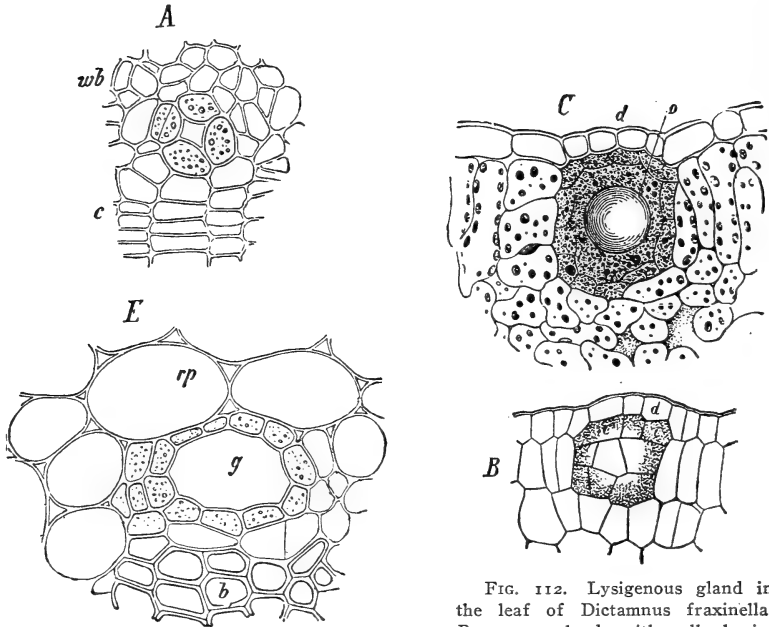 A
wb
c
C
d
o
E
rp
g
b
B
d
c
c
FIG. 112. Lysigenous gland in
the leaf of Dictamnus fraxinella